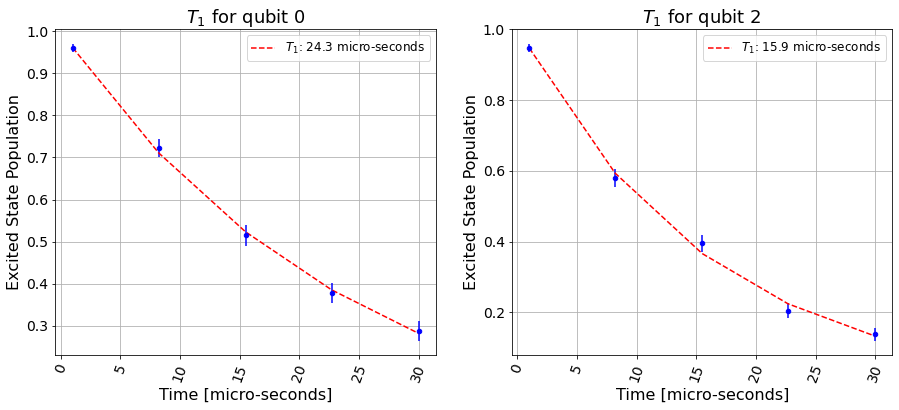 T₁ for qubit 0
T₁: 24.3 micro-seconds
Excited State Population
1.0
0.9
0.8
0.7
0.6
0.5
0.4
0.3
0 5 10 15 20 25 30
Time [micro-seconds]
T₁ for qubit 2
T₁: 15.9 micro-seconds
Excited State Population
1.0
0.8
0.6
0.4
0.2
0 5 10 15 20 25 30
Time [micro-seconds]